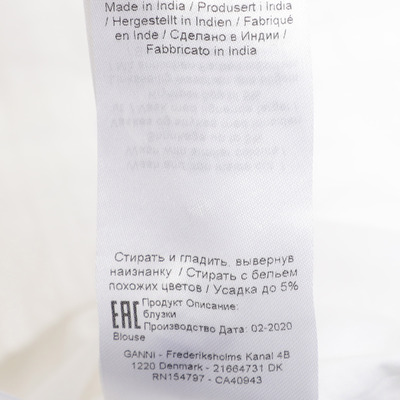 Made in India / Produsert i India
/ Hergestellt in Indien / Fabriqué
en Inde / Сделано в Индии /
Fabbricato in India
Стирать и гладить, вывернув
наизнанку / Стирать с бельем
похожих цветов / Усадка до 5%
EAC Продукт Описание:
блузки
Производство Дата: 02-2020
Blouse
GANNI - Frederiksholms Kanal 4B
1220 Denmark - 21664731 DK
RN154797 - CA40943